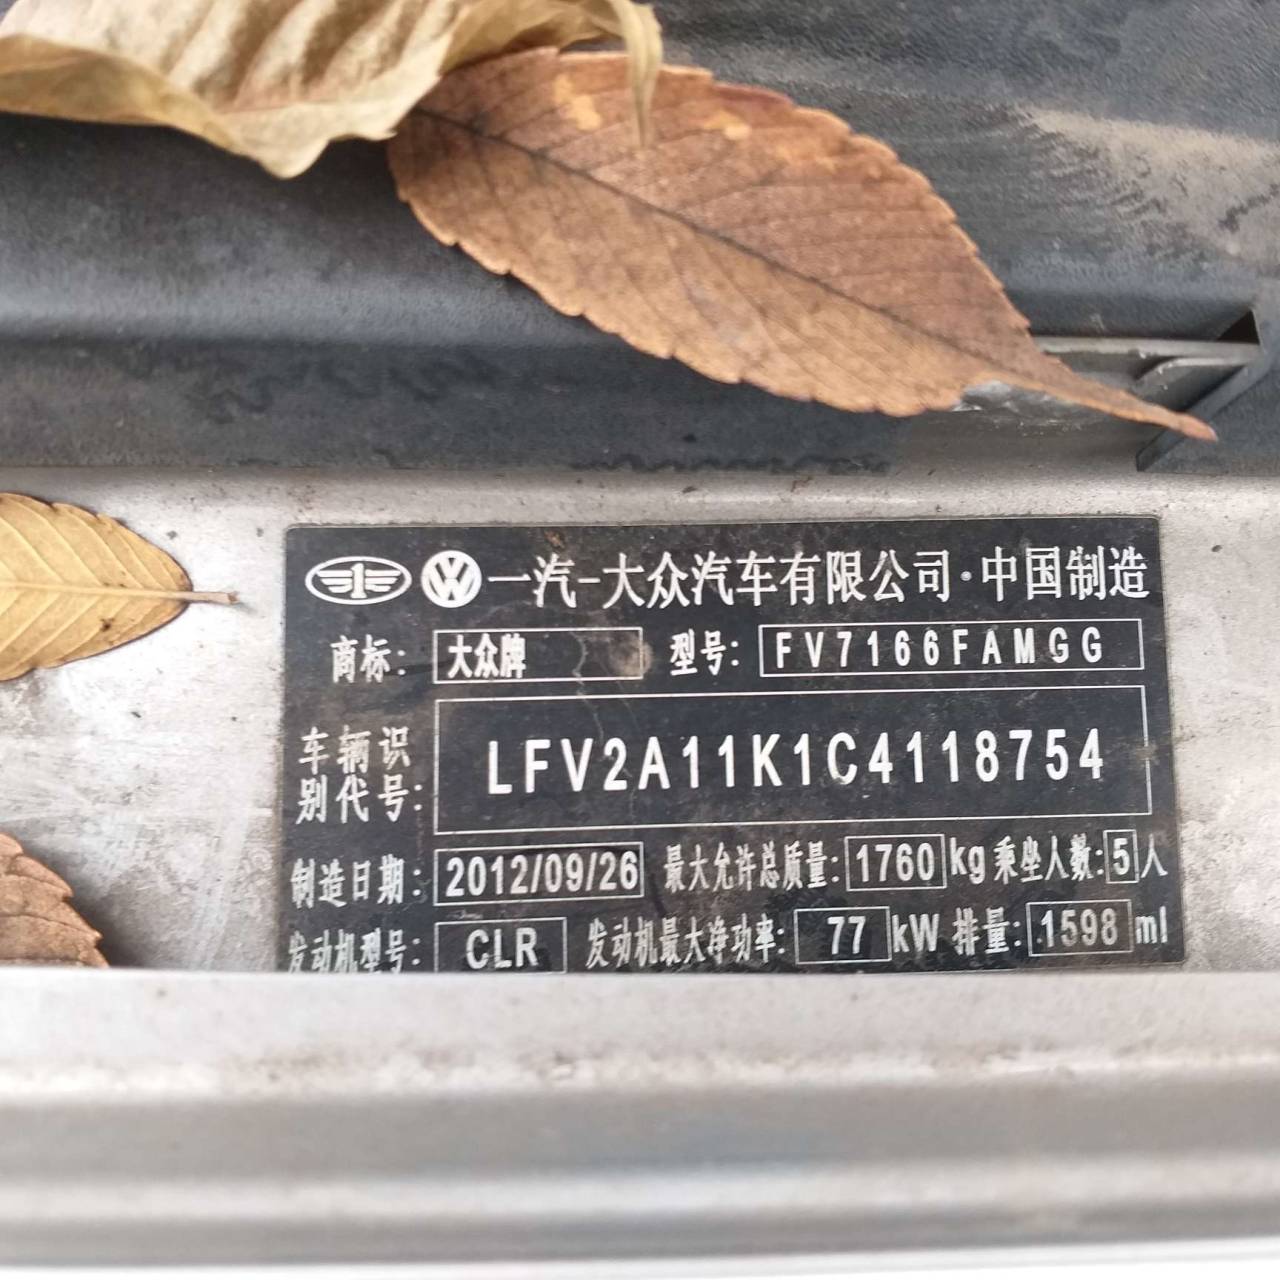 一汽-大众汽车有限公司·中国制造
商标: 大众牌 型号: FV7166FAMGG
车辆识别代号: LFV2A11K1C4118754
制造日期: 2012/09/26 最大允许总质量: 1760 kg 乘坐人数: 5 人
发动机型号: CLR 发动机最大净功率: 77 kW 排量: 1598 ml